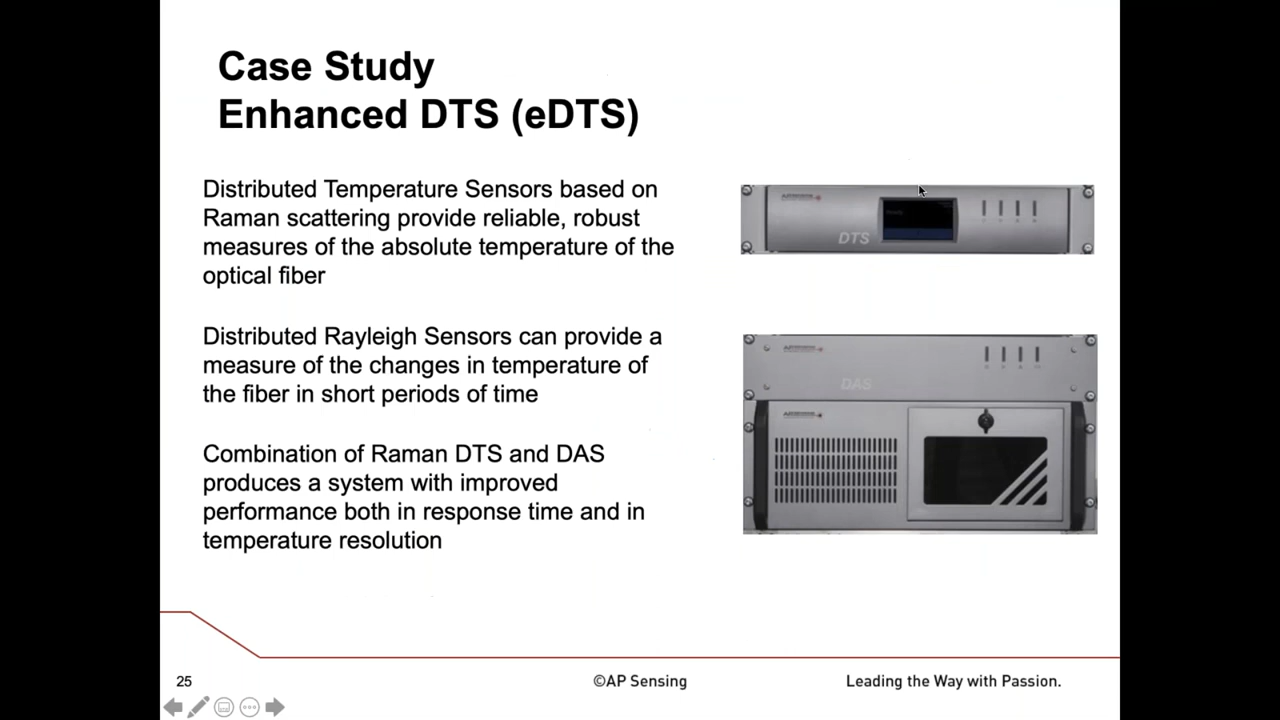 Case Study
Enhanced DTS (eDTS)
Distributed Temperature Sensors based on
Raman scattering provide reliable, robust
measures of the absolute temperature of the
optical fiber
Distributed Rayleigh Sensors can provide a
measure of the changes in temperature of
the fiber in short periods of time
Combination of Raman DTS and DAS
produces a system with improved
performance both in response time and in
temperature resolution
DTS
DAS
25
©AP Sensing
Leading the Way with Passion.